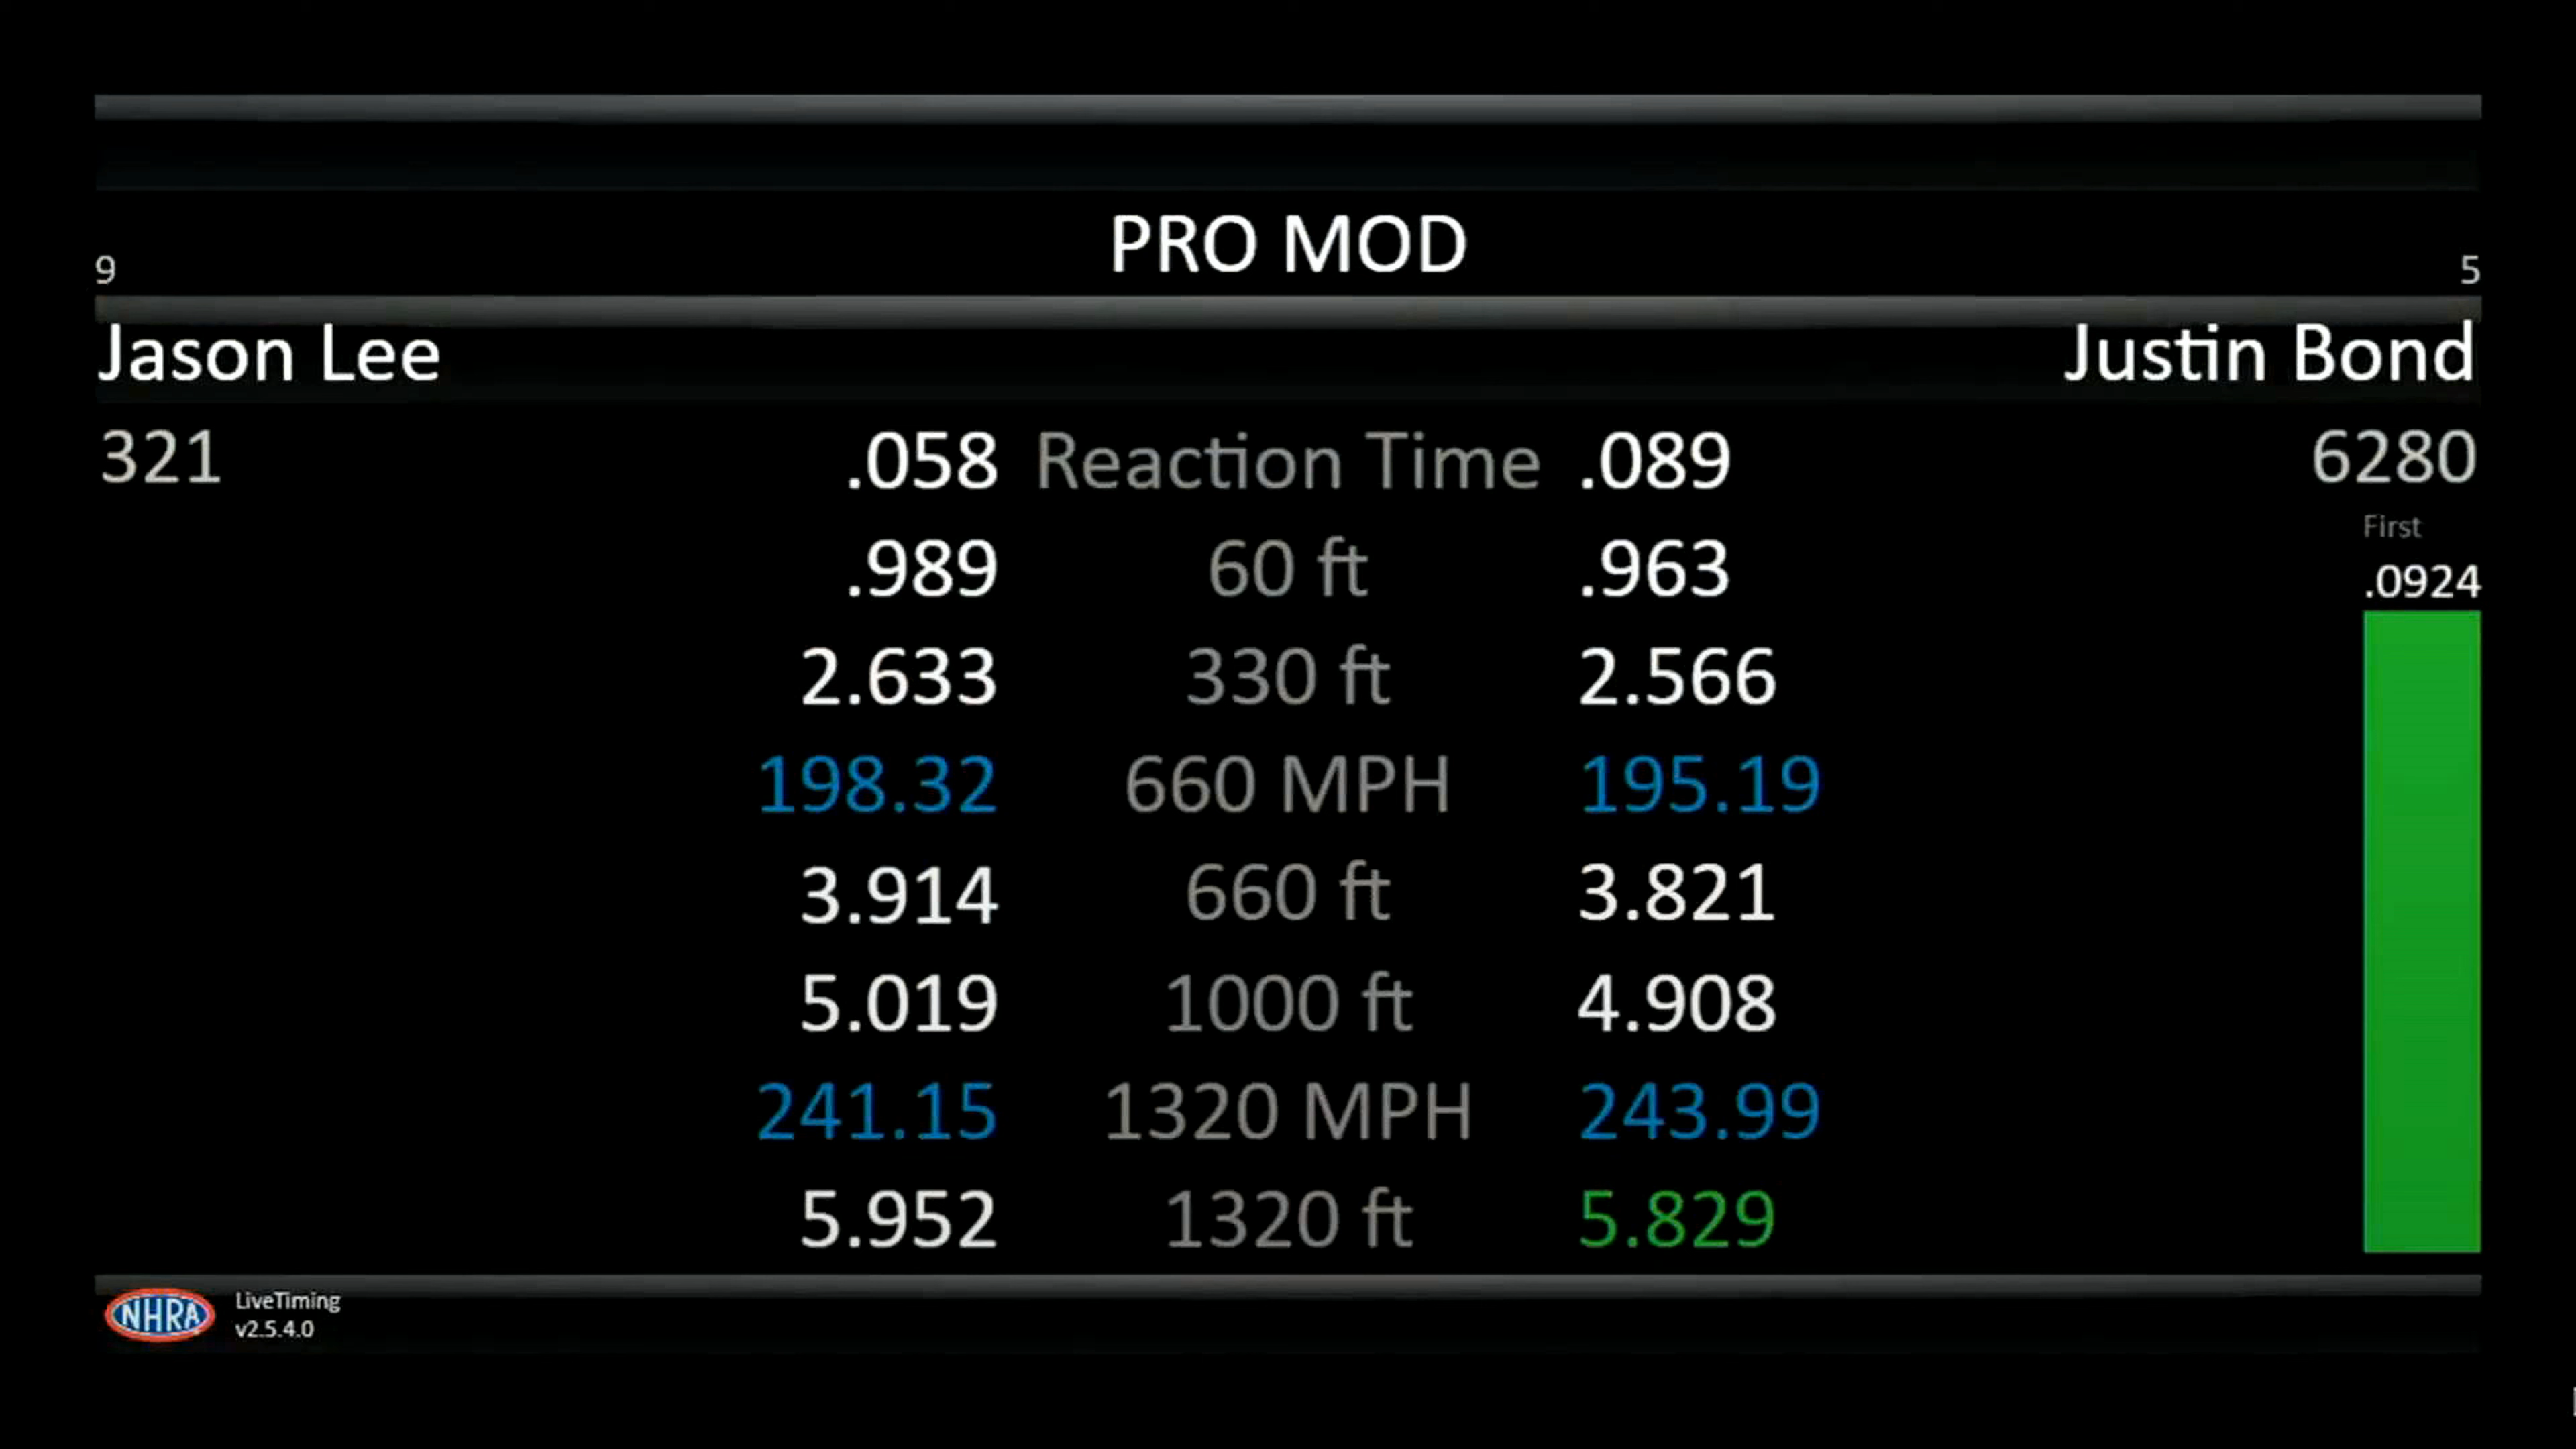 PRO MOD
9 5
Jason Lee Justin Bond
321 .058 Reaction Time .089 6280
First
.989 60 ft .963 .0924
2.633 330 ft 2.566
198.32 660 MPH 195.19
3.914 660 ft 3.821
5.019 1000 ft 4.908
241.15 1320 MPH 243.99
5.952 1320 ft 5.829
NHRA LiveTiming
v2.5.4.0